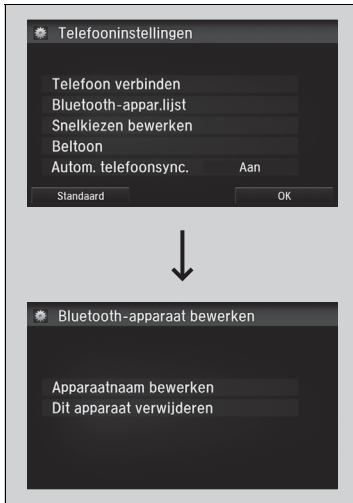 Telefooninstellingen
Telefoon verbinden
Bluetooth-appar.lijst
Snelkiezen bewerken
Beltoon
Autom. telefoonsync. Aan
Standaard OK
Bluetooth-apparaat bewerken
Apparaatnaam bewerken
Dit apparaat verwijderen